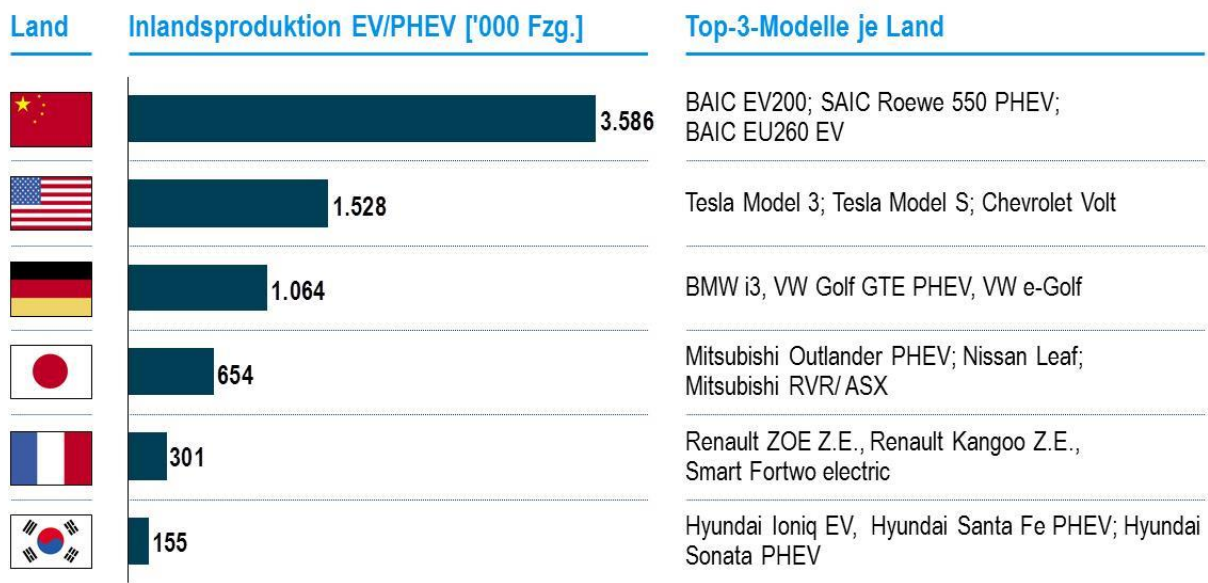 Land
Inlandsproduktion EV/PHEV ['000 Fzg.]
Top-3-Modelle je Land
3.586
BAIC EV200; SAIC Roewe 550 PHEV;
BAIC EU260 EV
1.528
Tesla Model 3; Tesla Model S; Chevrolet Volt
1.064
BMW i3, VW Golf GTE PHEV, VW e-Golf
654
Mitsubishi Outlander PHEV; Nissan Leaf;
Mitsubishi RVR/ ASX
301
Renault ZOE Z.E., Renault Kangoo Z.E.,
Smart Fortwo electric
155
Hyundai Ioniq EV, Hyundai Santa Fe PHEV; Hyundai
Sonata PHEV